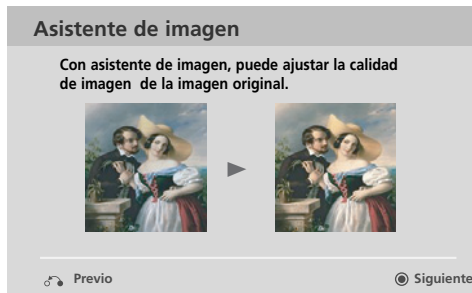 Asistente de imagen
Con asistente de imagen, puede ajustar la calidad
de imagen de la imagen original.
Previo
Siguiente